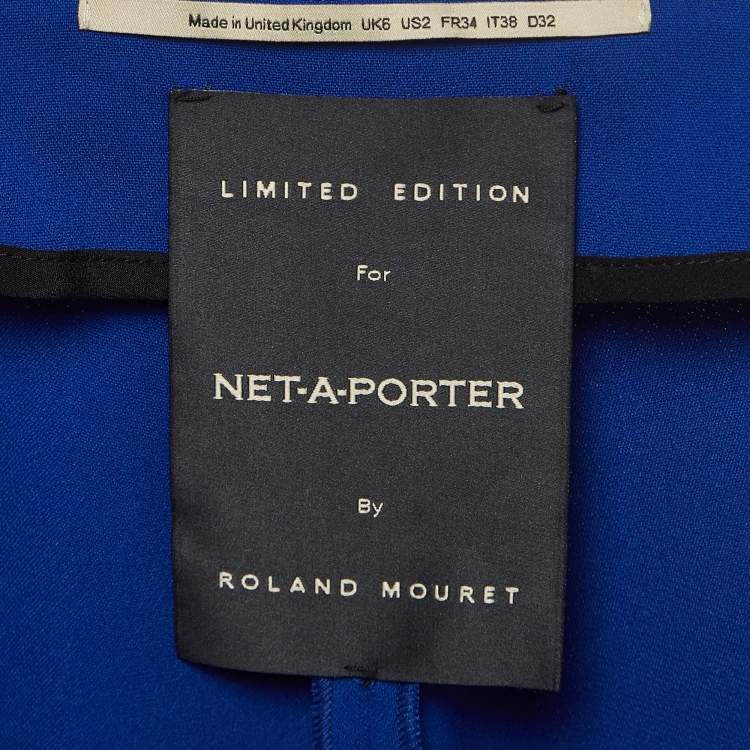 Made in United Kingdom UK6 US2 FR34 IT38 D32
LIMITED EDITION
For
NET-A-PORTER
By
ROLAND MOURET